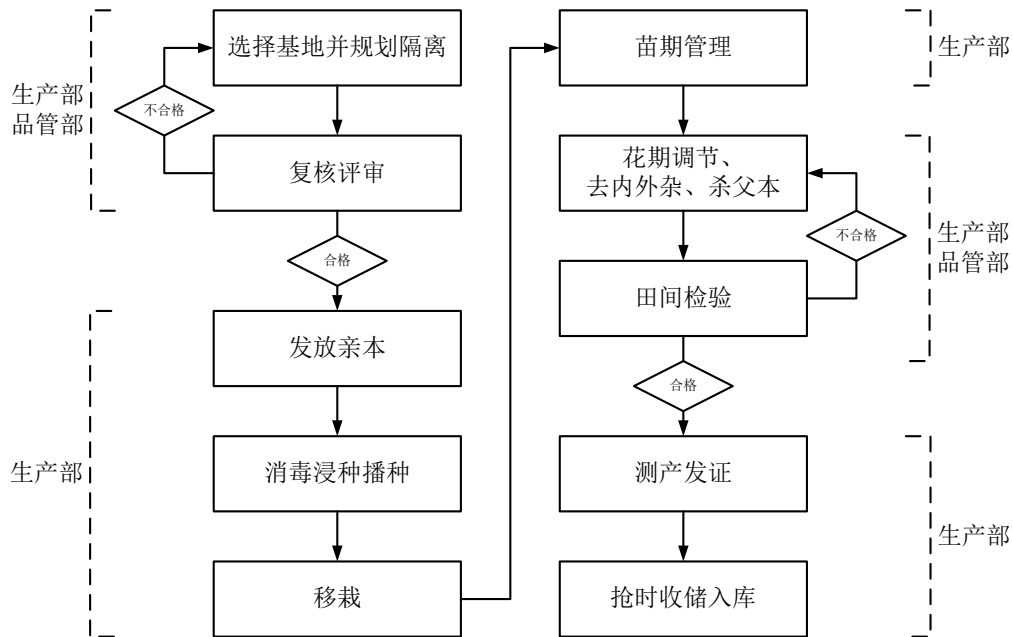 生产部
品管部
选择基地并规划隔离
不合格
复核评审
合格
生产部
发放亲本
消毒浸种播种
移栽
苗期管理
生产部
花期调节、
去内外杂、杀父本
不合格
生产部
品管部
田间检验
合格
测产发证
生产部
抢时收储入库